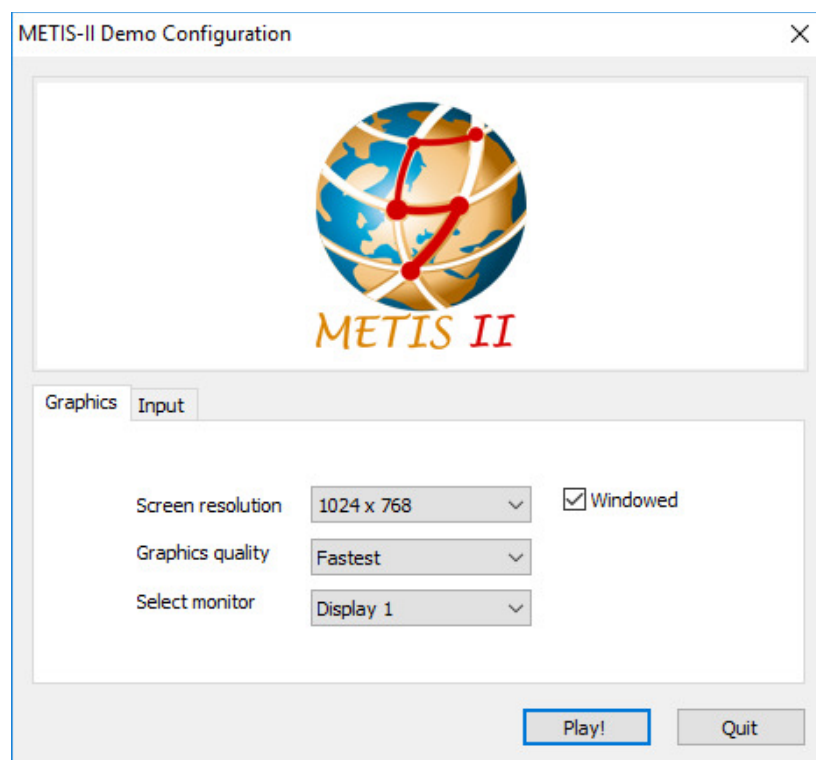 METIS-II Demo Configuration
METIS II
Graphics
Input
Screen resolution
1024 x 768
Windowed
Graphics quality
Fastest
Select monitor
Display 1
Play!
Quit